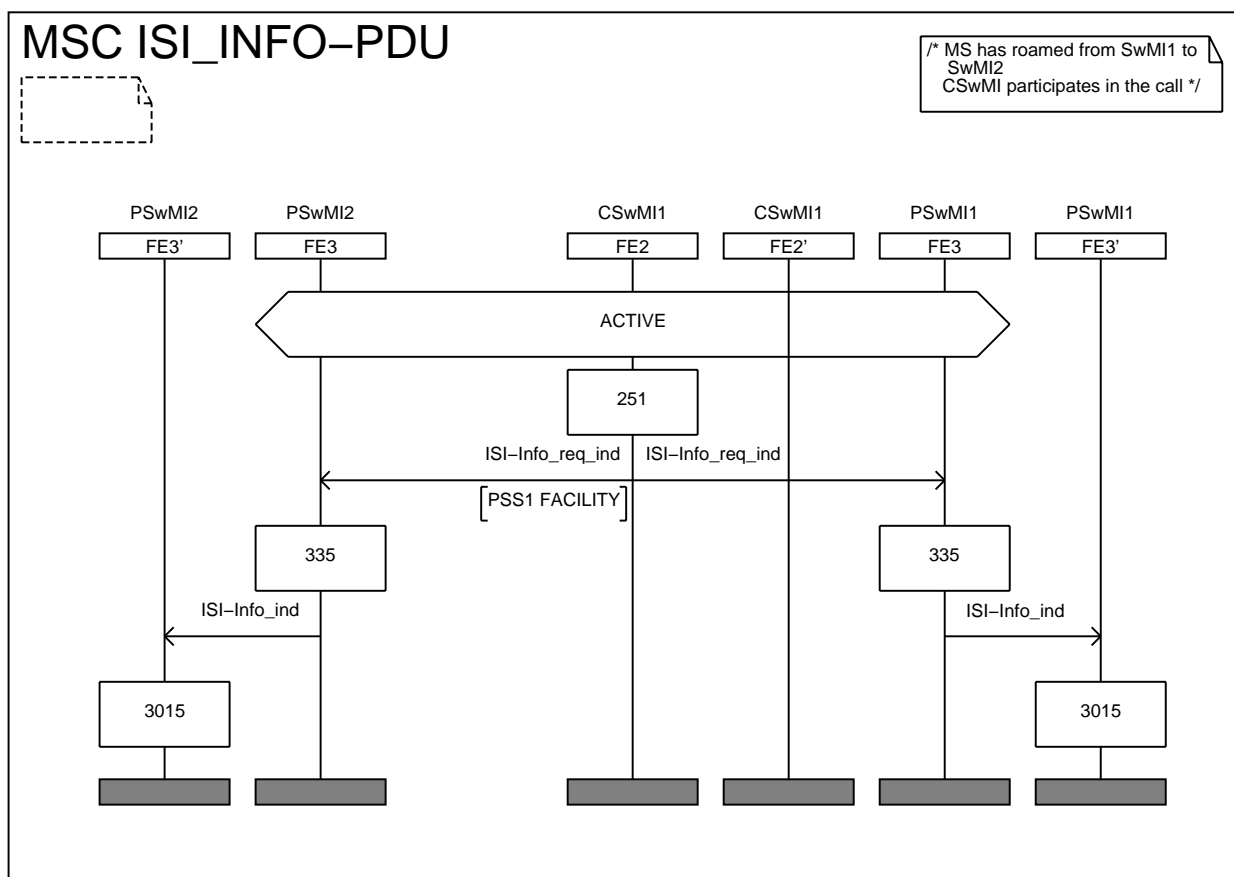 MSC ISI_INFO–PDU
/* MS has roamed from SwMI1 to
SwMI2
CSwMI participates in the call */
PSwMI2 PSwMI2 CSwMI1 CSwMI1 PSwMI1 PSwMI1
FE3' FE3 FE2 FE2' FE3 FE3'
ACTIVE
251
ISI–Info_req_ind ISI–Info_req_ind
PSS1 FACILITY
335 335
ISI–Info_ind ISI–Info_ind
3015 3015